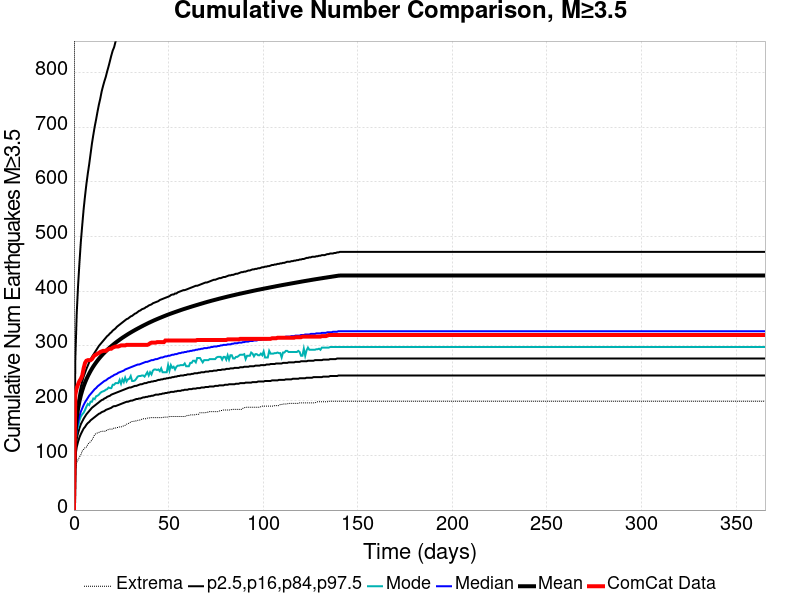 Cumulative Number Comparison, M≥3.5
Cumulative Num Earthquakes M≥3.5
800
700
600
500
400
300
200
100
0
0 50 100 150 200 250 300 350
Time (days)
Extrema p2.5,p16,p84,p97.5 Mode Median Mean ComCat Data